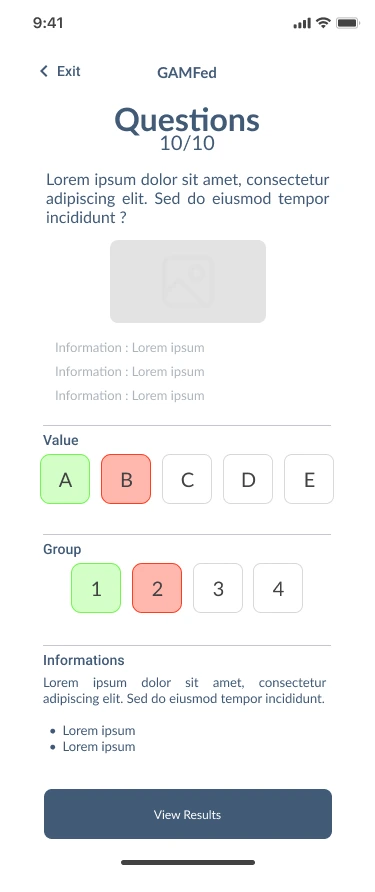 9:41
Exit
GAMFed
Questions
10/10
Lorem ipsum dolor sit amet, consectetur
adipiscing elit. Sed do eiusmod tempor
incididunt ?
Information : Lorem ipsum
Information : Lorem ipsum
Information : Lorem ipsum
Value
A B C D E
Group
1 2 3 4
Informations
Lorem ipsum dolor sit amet, consectetur
adipiscing elit. Sed do eiusmod tempor incididunt.
• Lorem ipsum
• Lorem ipsum
View Results